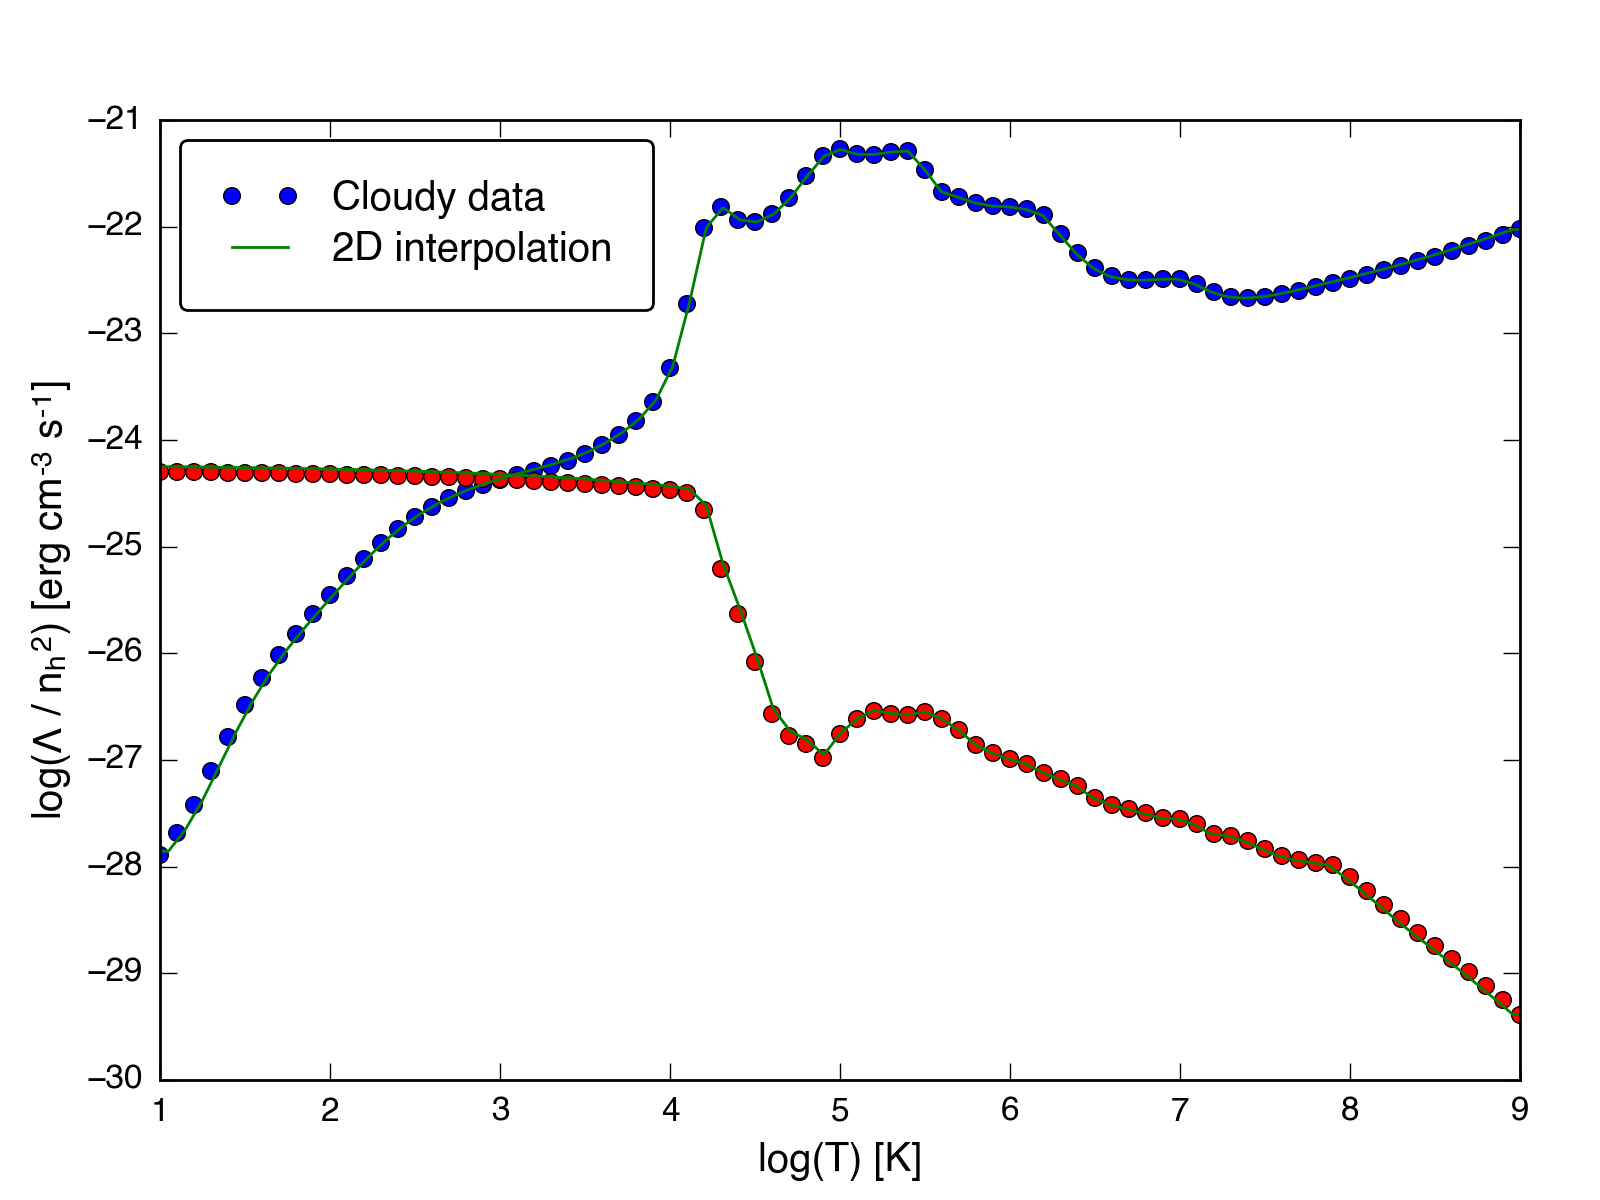 −21
−22
−23
−24
−25
−26
−27
−28
−29
−30
Cloudy data
2D interpolation
log(Λ / nₕ²) [erg cm⁻³ s⁻¹]
1 2 3 4 5 6 7 8 9
log(T) [K]